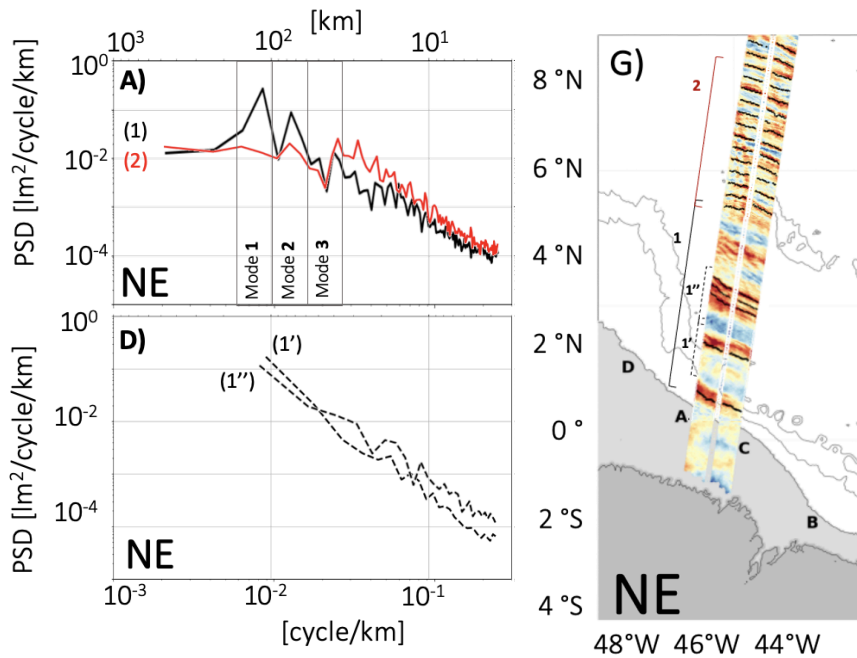 [km]
10³ 10² 10¹
A)
10⁰
10⁻²
10⁻⁴
PSD [lm²/cycle/km]
(1)
(2)
Mode 1
Mode 2
Mode 3
NE
D)
10⁰
10⁻²
10⁻⁴
PSD [lm²/cycle/km]
(1')
(1'')
NE
10⁻³ 10⁻² 10⁻¹
[cycle/km]
G)
8 °N
6 °N
4 °N
2 °N
0 °
2 °S
4 °S
2
1
1''
1'
D
A
C
B
NE
48°W 46°W 44°W